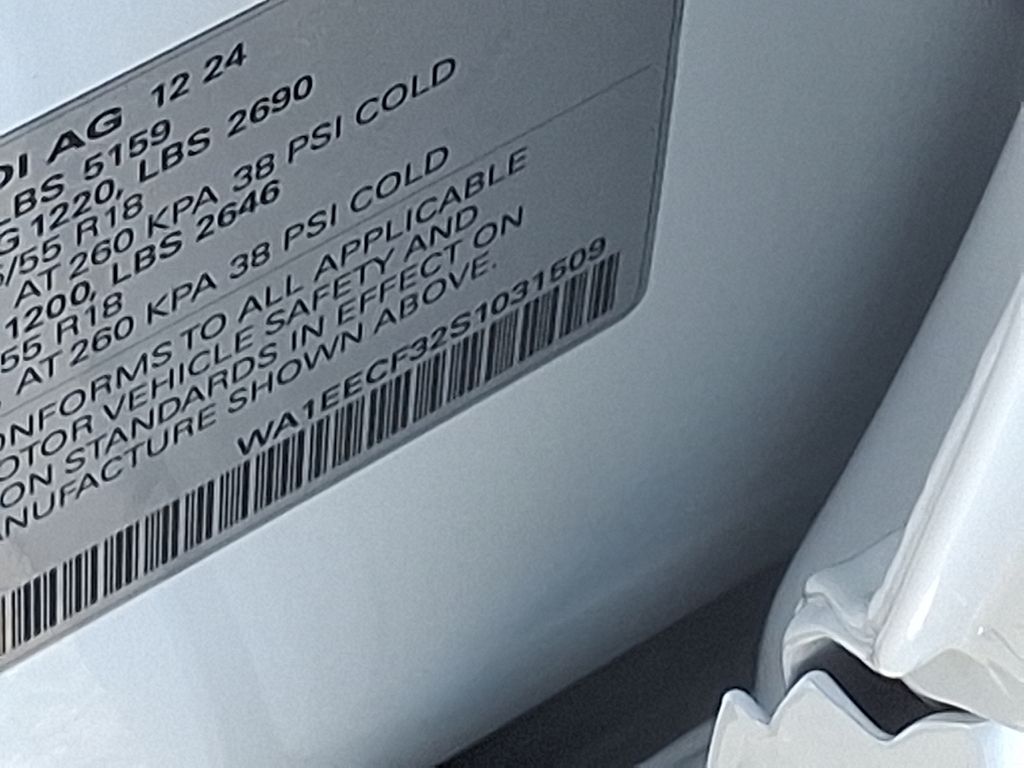 DI AG 12 24
LBS 5159
G 1220, LBS 2690
/55 R18
AT 260 KPA 38 PSI COLD
1200, LBS 2646
55 R18
AT 260 KPA 38 PSI COLD
ONFORMS TO ALL APPLICABLE
OTOR VEHICLE SAFETY AND
ON STANDARDS IN EFFECT ON
ANUFACTURE SHOWN ABOVE.
WA1EECF32S1031509